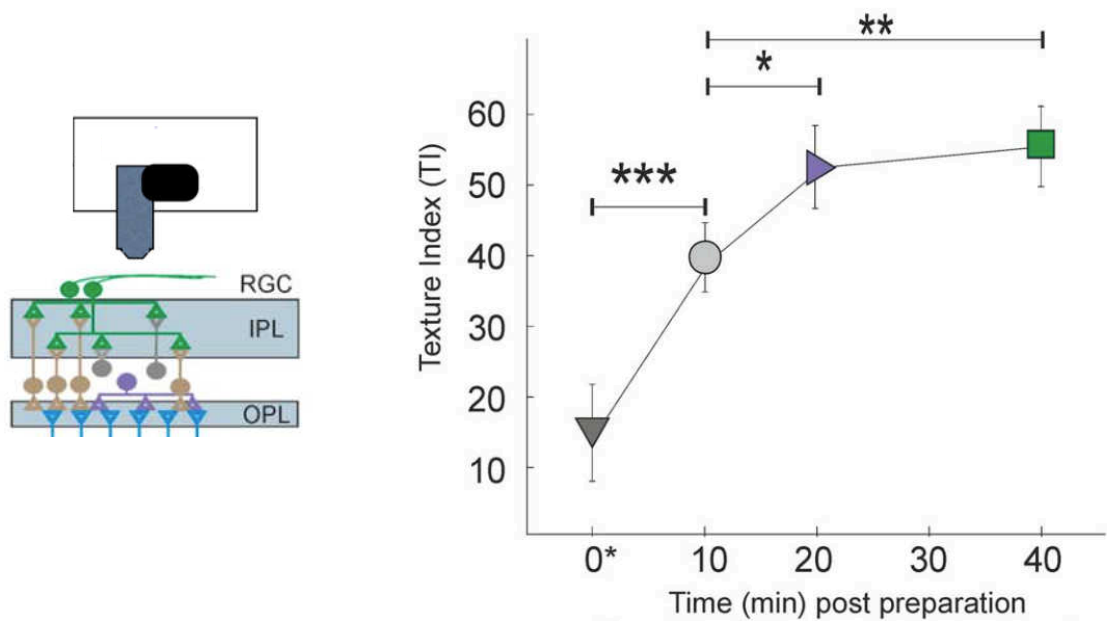 RGC
IPL
OPL
**
*
***
Texture Index (TI)
60
50
40
30
20
10
0* 10 20 30 40
Time (min) post preparation